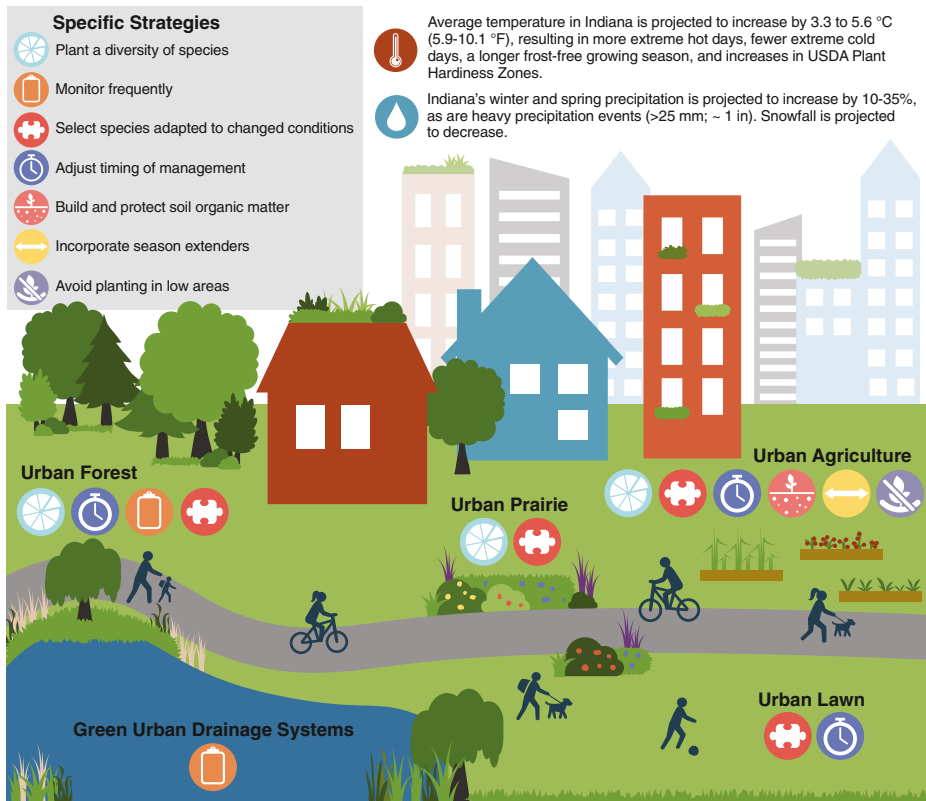 Specific Strategies
Plant a diversity of species
Monitor frequently
Select species adapted to changed conditions
Adjust timing of management
Build and protect soil organic matter
Incorporate season extenders
Avoid planting in low areas
Average temperature in Indiana is projected to increase by 3.3 to 5.6 °C
(5.9-10.1 °F), resulting in more extreme hot days, fewer extreme cold
days, a longer frost-free growing season, and increases in USDA Plant
Hardiness Zones.
Indiana's winter and spring precipitation is projected to increase by 10-35%,
as are heavy precipitation events (>25 mm; ~ 1 in). Snowfall is projected
to decrease.
Urban Forest
Urban Prairie
Urban Agriculture
Green Urban Drainage Systems
Urban Lawn